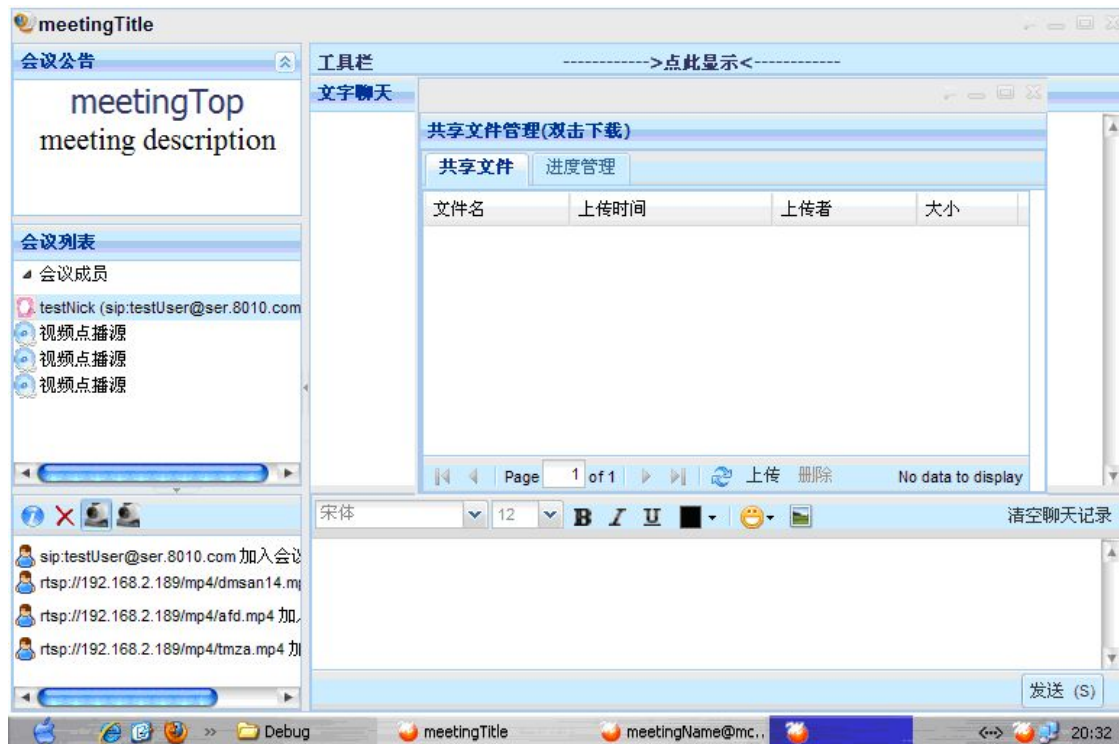 meetingTitle
会议公告
meetingTop
meeting description
会议列表
会议成员
testNick (sip:testUser@ser.8010.com
视频点播源
视频点播源
视频点播源
sip:testUser@ser.8010.com 加入会议
rtsp://192.168.2.189/mp4/dmsan14.mp
rtsp://192.168.2.189/mp4/afd.mp4 加入
rtsp://192.168.2.189/mp4/tmza.mp4 加
工具栏 ------------>点此显示<------------
文字聊天
共享文件管理(双击下载)
共享文件 进度管理
文件名 上传时间 上传者 大小
Page 1 of 1 上传 删除 No data to display
宋体 12 B I U 清空聊天记录
发送 (S)
Debug meetingTitle meetingName@mc.. 20:32